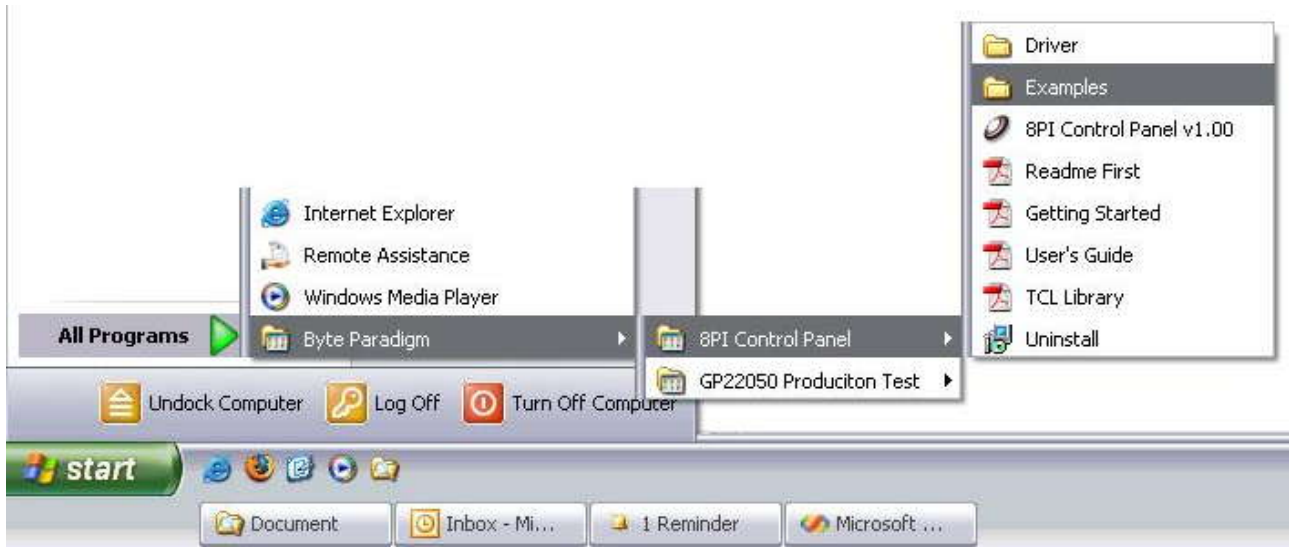 Driver
Examples
8PI Control Panel v1.00
Readme First
Getting Started
User's Guide
TCL Library
Uninstall
Internet Explorer
Remote Assistance
Windows Media Player
Byte Paradigm
8PI Control Panel
GP22050 Produciton Test
All Programs
Undock Computer
Log Off
Turn Off Computer
start
Document
Inbox - Mi...
1 Reminder
Microsoft ...